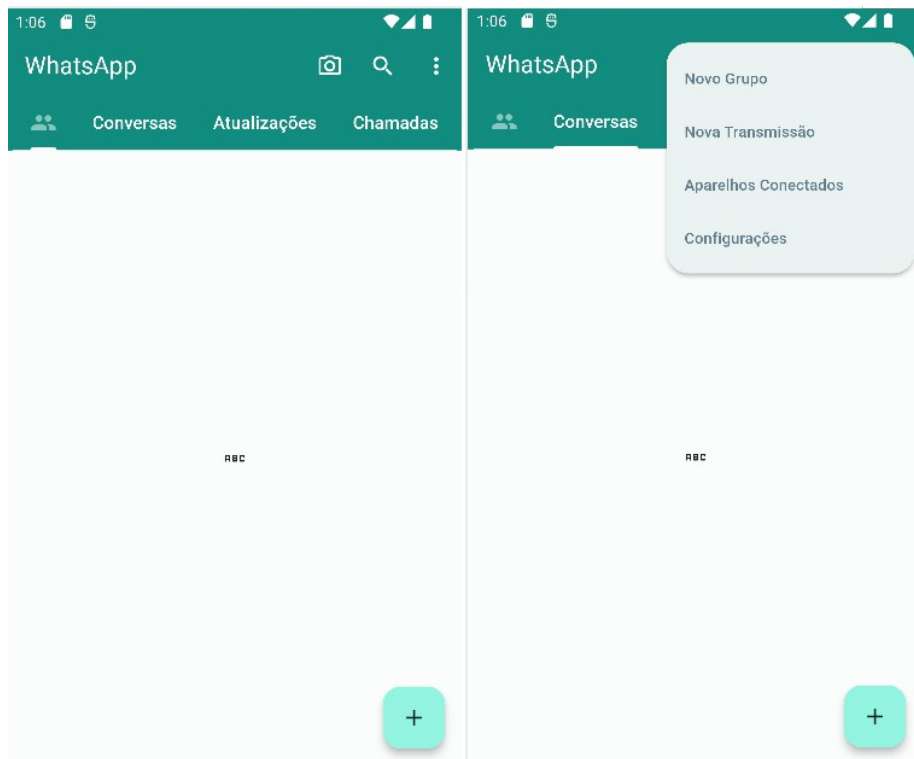 1:06
WhatsApp
Conversas Atualizações Chamadas
ABC
+
1:06
WhatsApp
Conversas
Novo Grupo
Nova Transmissão
Aparelhos Conectados
Configurações
ABC
+